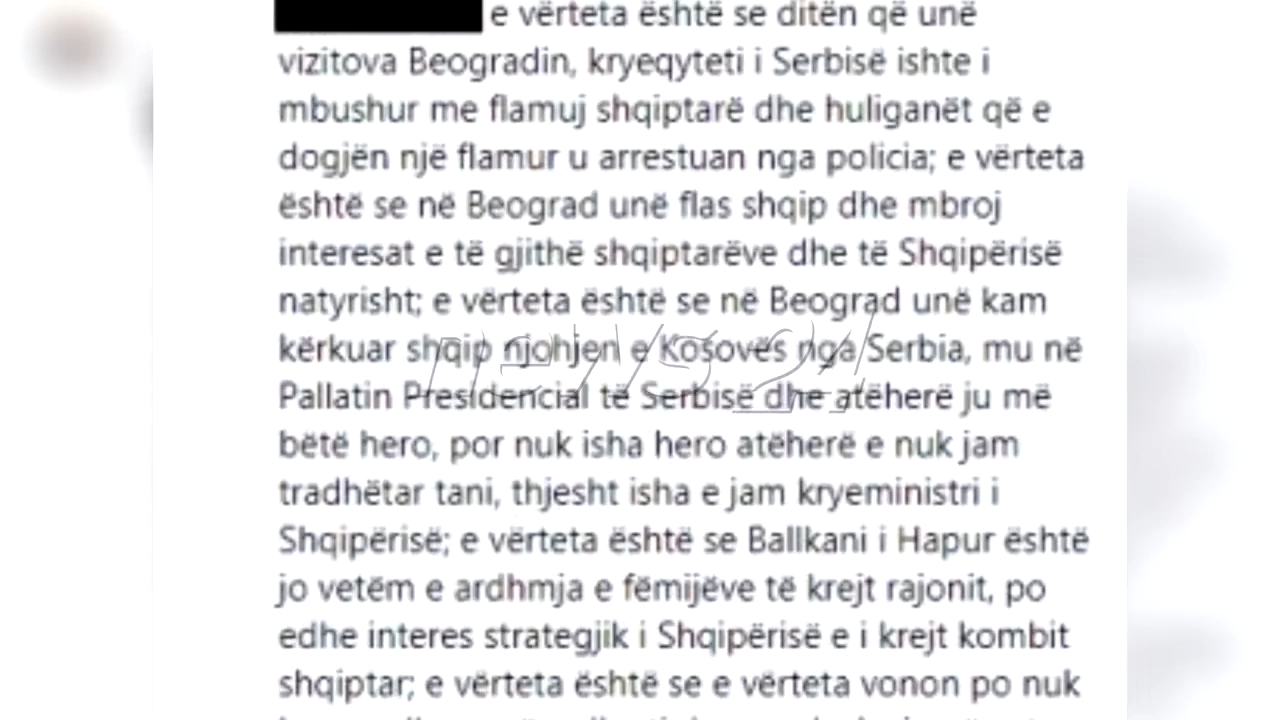 e vërteta është se ditën që unë
vizitova Beogradin, kryeqyteti i Serbisë ishte i
mbushur me flamuj shqiptarë dhe huliganët që e
dogjën një flamur u arrestuan nga policia; e vërteta
është se në Beograd unë flas shqip dhe mbroj
interesat e të gjithë shqiptarëve dhe të Shqipërisë
natyrisht; e vërteta është se në Beograd unë kam
kërkuar shqip njohjen e Kosovës nga Serbia, mu në
Pallatin Presidencial të Serbisë dhe atëherë ju më
bëtë hero, por nuk isha hero atëherë e nuk jam
tradhëtar tani, thjesht isha e jam kryeministri i
Shqipërisë; e vërteta është se Ballkani i Hapur është
jo vetëm e ardhmja e fëmijëve të krejt rajonit, po
edhe interes strategjik i Shqipërisë e i krejt kombit
shqiptar; e vërteta është se e vërteta vonon po nuk
news 24